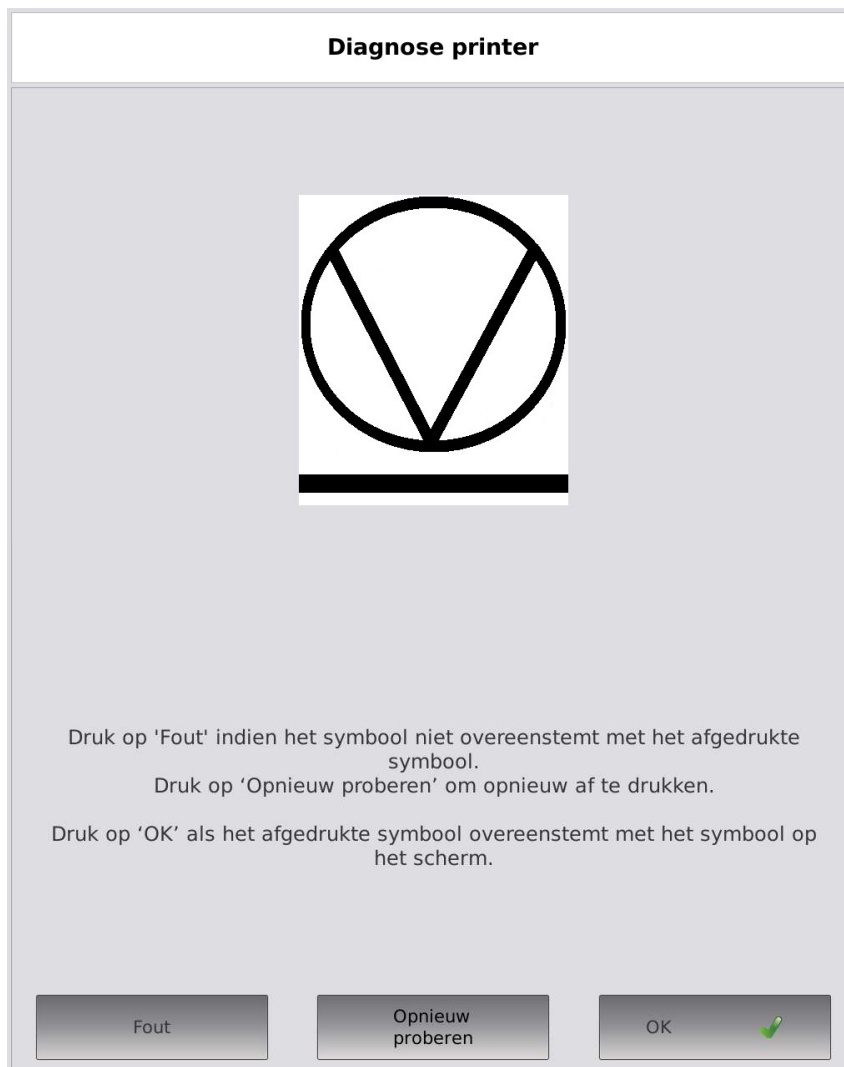 Diagnose printer
Druk op 'Fout' indien het symbool niet overeenstemt met het afgedrukte
symbool.
Druk op ‘Opnieuw proberen’ om opnieuw af te drukken.
Druk op ‘OK’ als het afgedrukte symbool overeenstemt met het symbool op
het scherm.
Fout
Opnieuw
proberen
OK